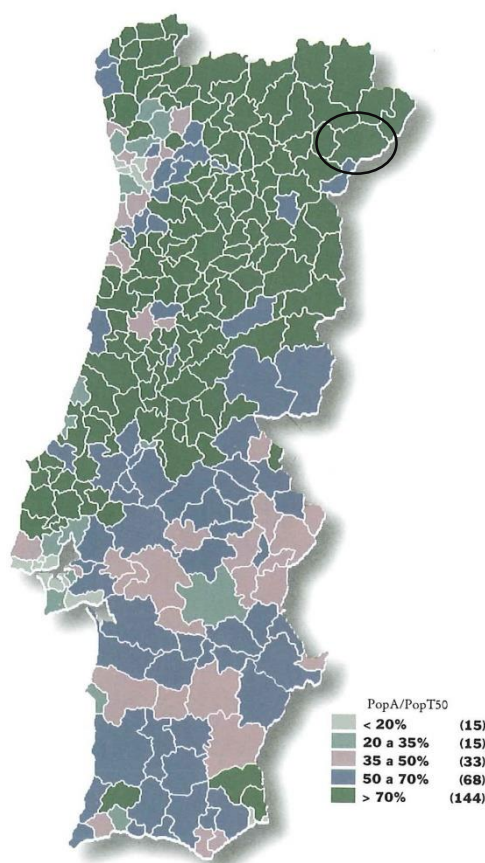 PopA/PopT50
< 20% (15)
20 a 35% (15)
35 a 50% (33)
50 a 70% (68)
> 70% (144)